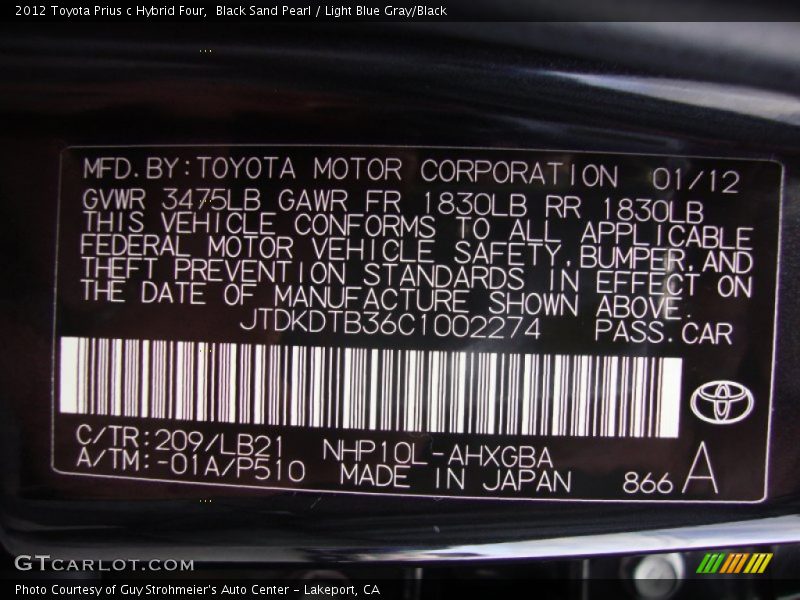 2012 Toyota Prius c Hybrid Four,  Black Sand Pearl / Light Blue Gray/Black
MFD.BY:TOYOTA MOTOR CORPORATION 01/12
GVWR 3475LB GAWR FR 1830LB RR 1830LB
THIS VEHICLE CONFORMS TO ALL APPLICABLE
FEDERAL MOTOR VEHICLE SAFETY,BUMPER,AND
THEFT PREVENTION STANDARDS IN EFFECT ON
THE DATE OF MANUFACTURE SHOWN ABOVE.
JTDKDTB36C1002274 PASS.CAR
C/TR:209/LB21 NHP10L-AHXGBA
A/TM:-01A/P510 MADE IN JAPAN 866 A
GTCARLOT.COM
Photo Courtesy of Guy Strohmeier's Auto Center - Lakeport, CA